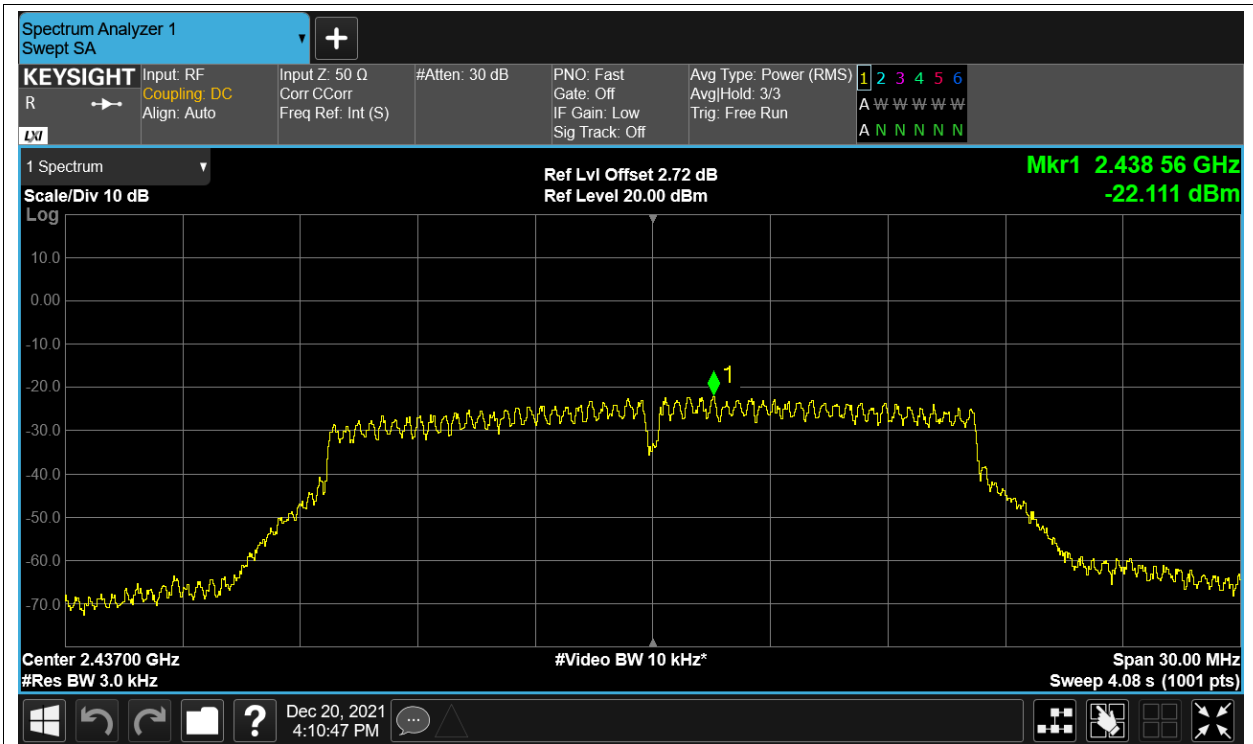 Spectrum Analyzer 1
Swept SA
+
KEYSIGHT
R
LXI
Input: RF
Coupling: DC
Align: Auto
Input Z: 50 Ω
Corr CCorr
Freq Ref: Int (S)
#Atten: 30 dB
PNO: Fast
Gate: Off
IF Gain: Low
Sig Track: Off
Avg Type: Power (RMS)
Avg|Hold: 3/3
Trig: Free Run
1 2 3 4 5 6
A W W W W W
A N N N N N
1 Spectrum
Scale/Div 10 dB
Log
Ref Lvl Offset 2.72 dB
Ref Level 20.00 dBm
Mkr1 2.438 56 GHz
-22.111 dBm
10.0
0.00
-10.0
-20.0
-30.0
-40.0
-50.0
-60.0
-70.0
1
Center 2.43700 GHz
#Res BW 3.0 kHz
#Video BW 10 kHz*
Span 30.00 MHz
Sweep 4.08 s (1001 pts)
?
Dec 20, 2021
4:10:47 PM